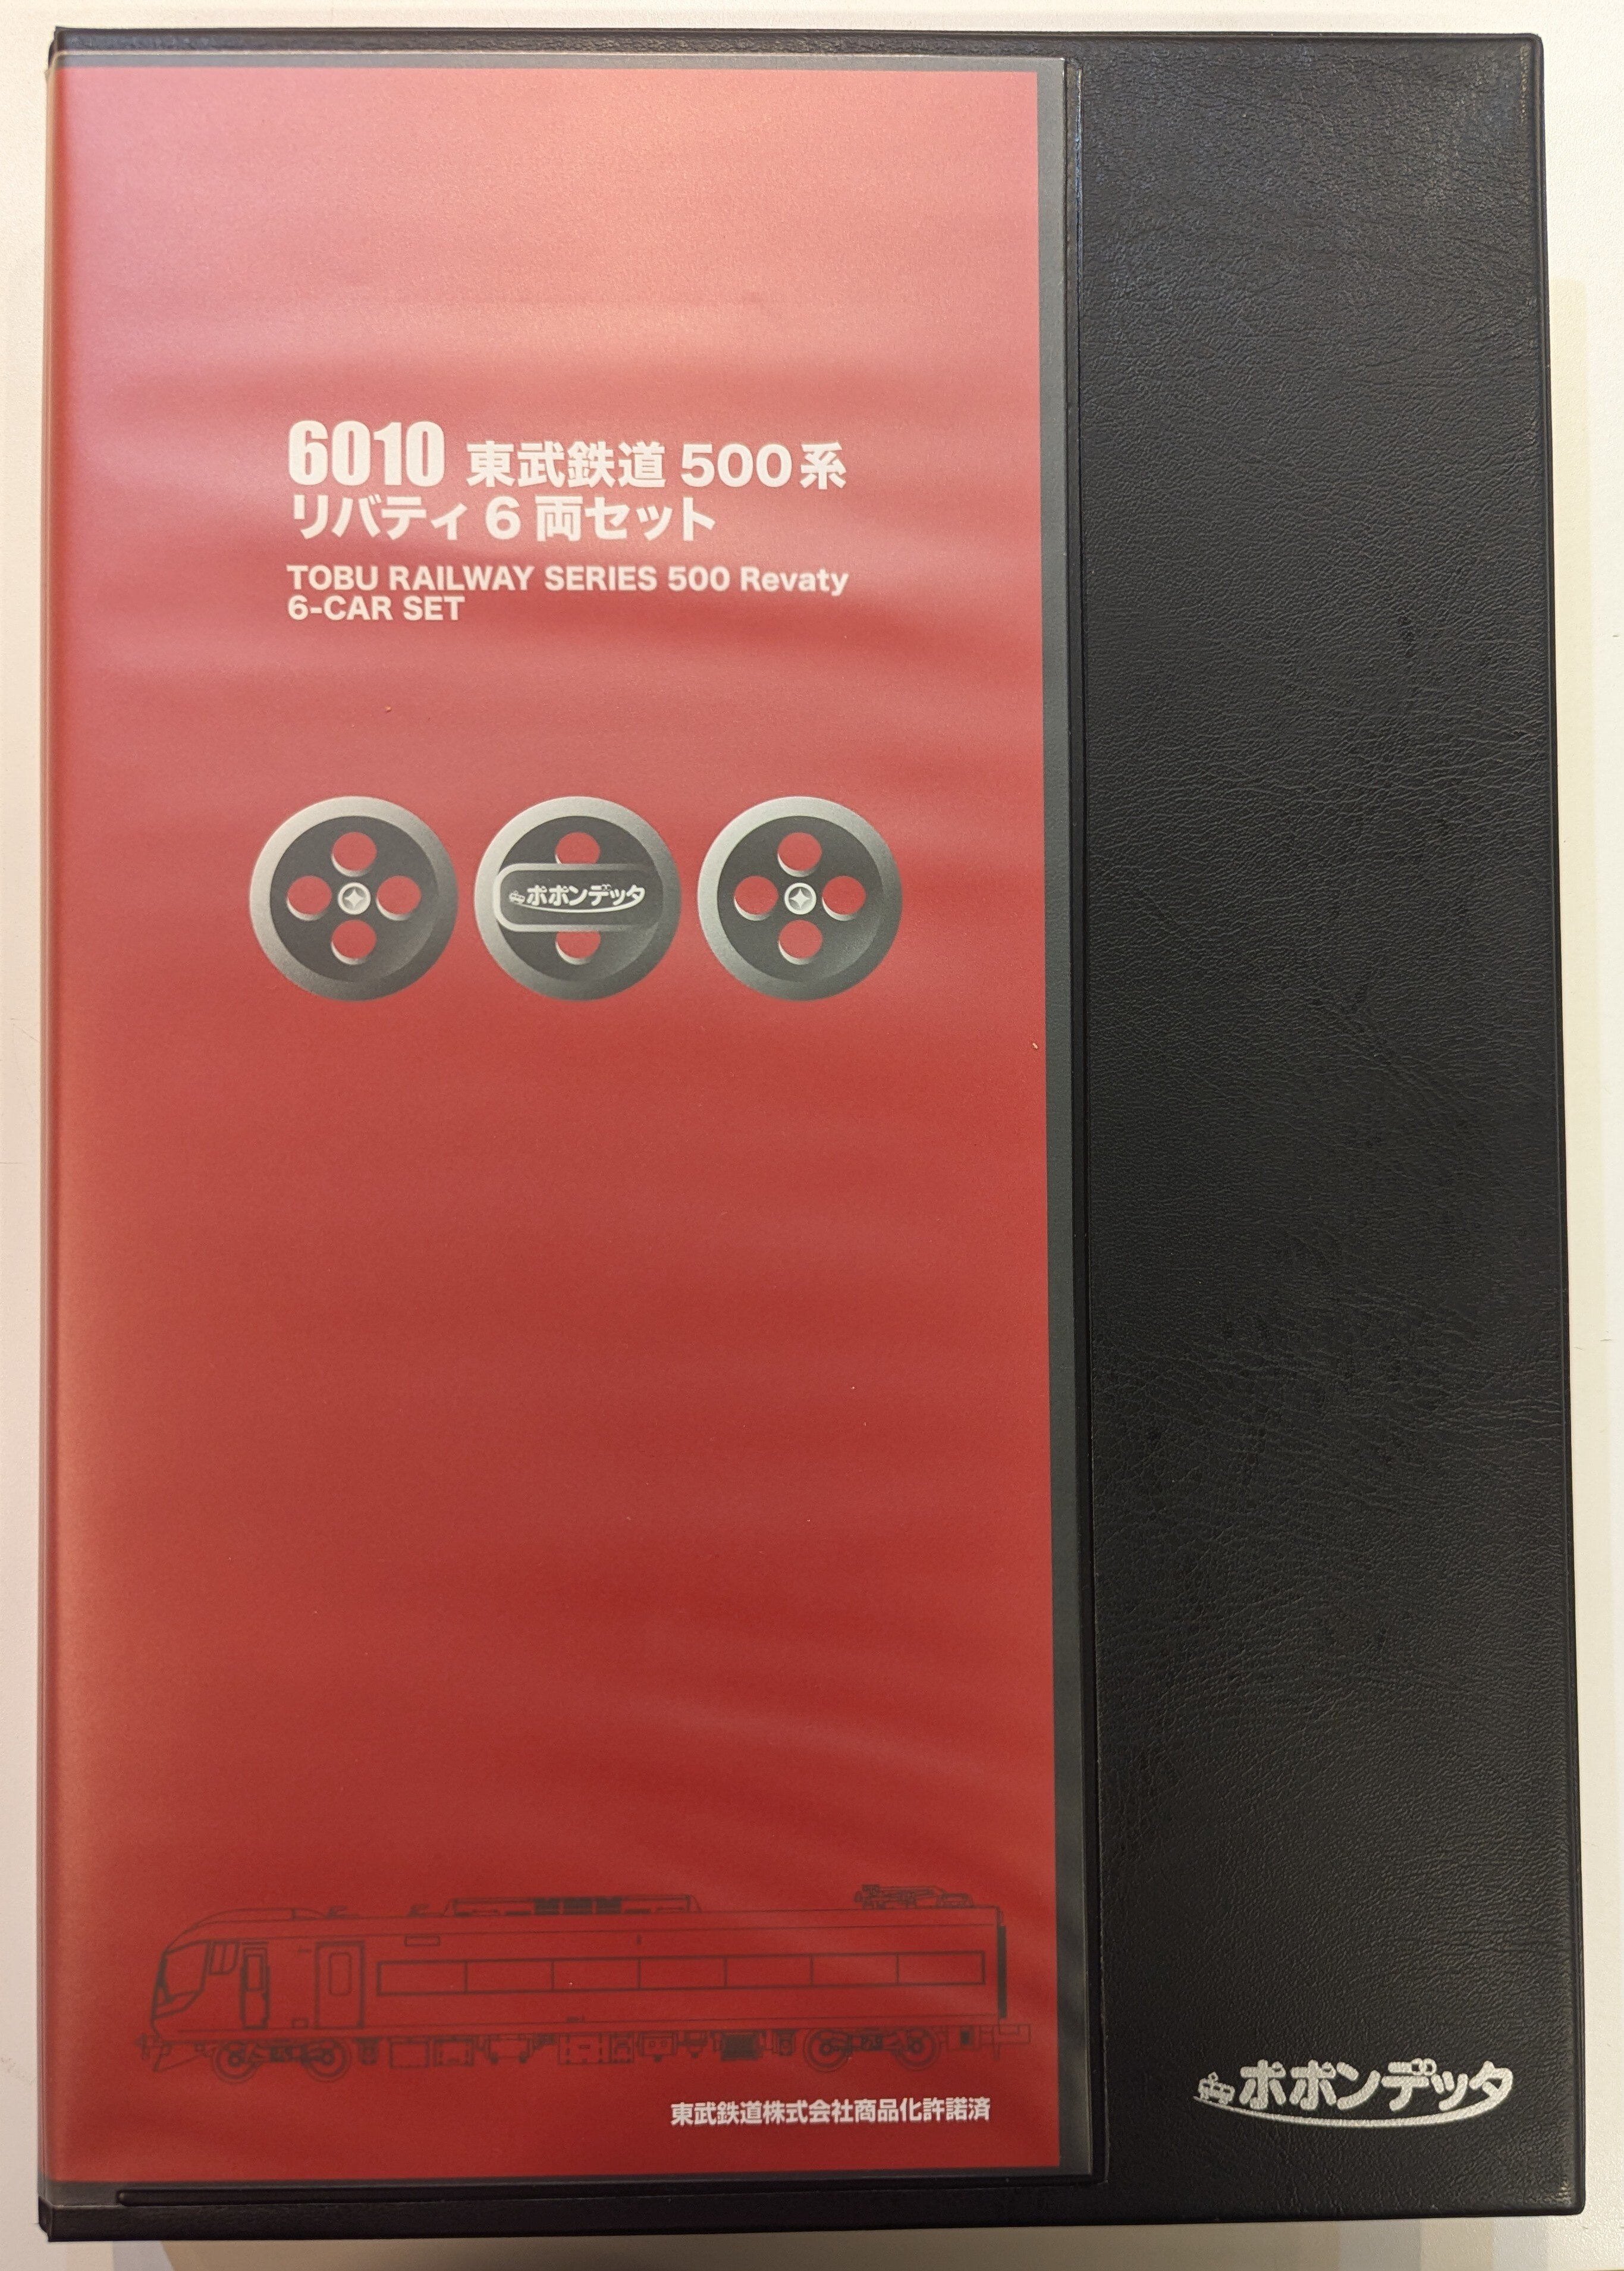 6010 東武鉄道 500系
リバティ 6 両セット
TOBU RAILWAY SERIES 500 Revaty
6-CAR SET
ポポンデッタ
東武鉄道株式会社商品化許諾済
ポポンデッタ